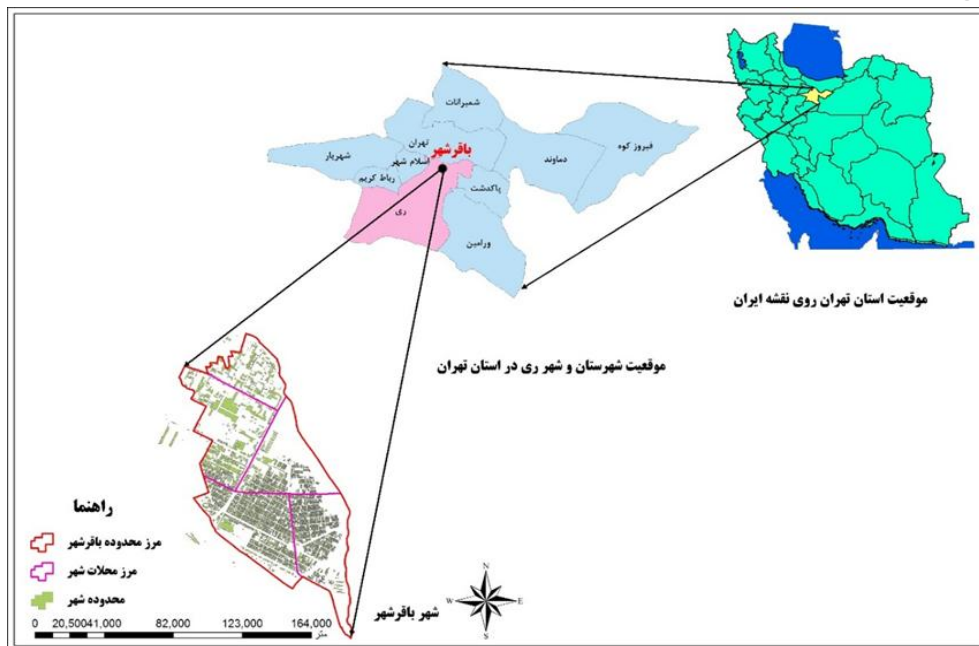 موقعیت استان تهران روی نقشه ایران
شمیرانات
تهران
باقرشهر
فیروز کوه
دماوند
شهریار
اسلام شهر
رباط کریم
پاکدشت
ری
ورامین
موقعیت شهرستان و شهر ری در استان تهران
راهنما
مرز محدوده باقرشهر
مرز محلات شهر
محدوده شهر
0 20,50041,000 82,000 123,000 164,000
متر
شهر باقرشهر
N
W E
S